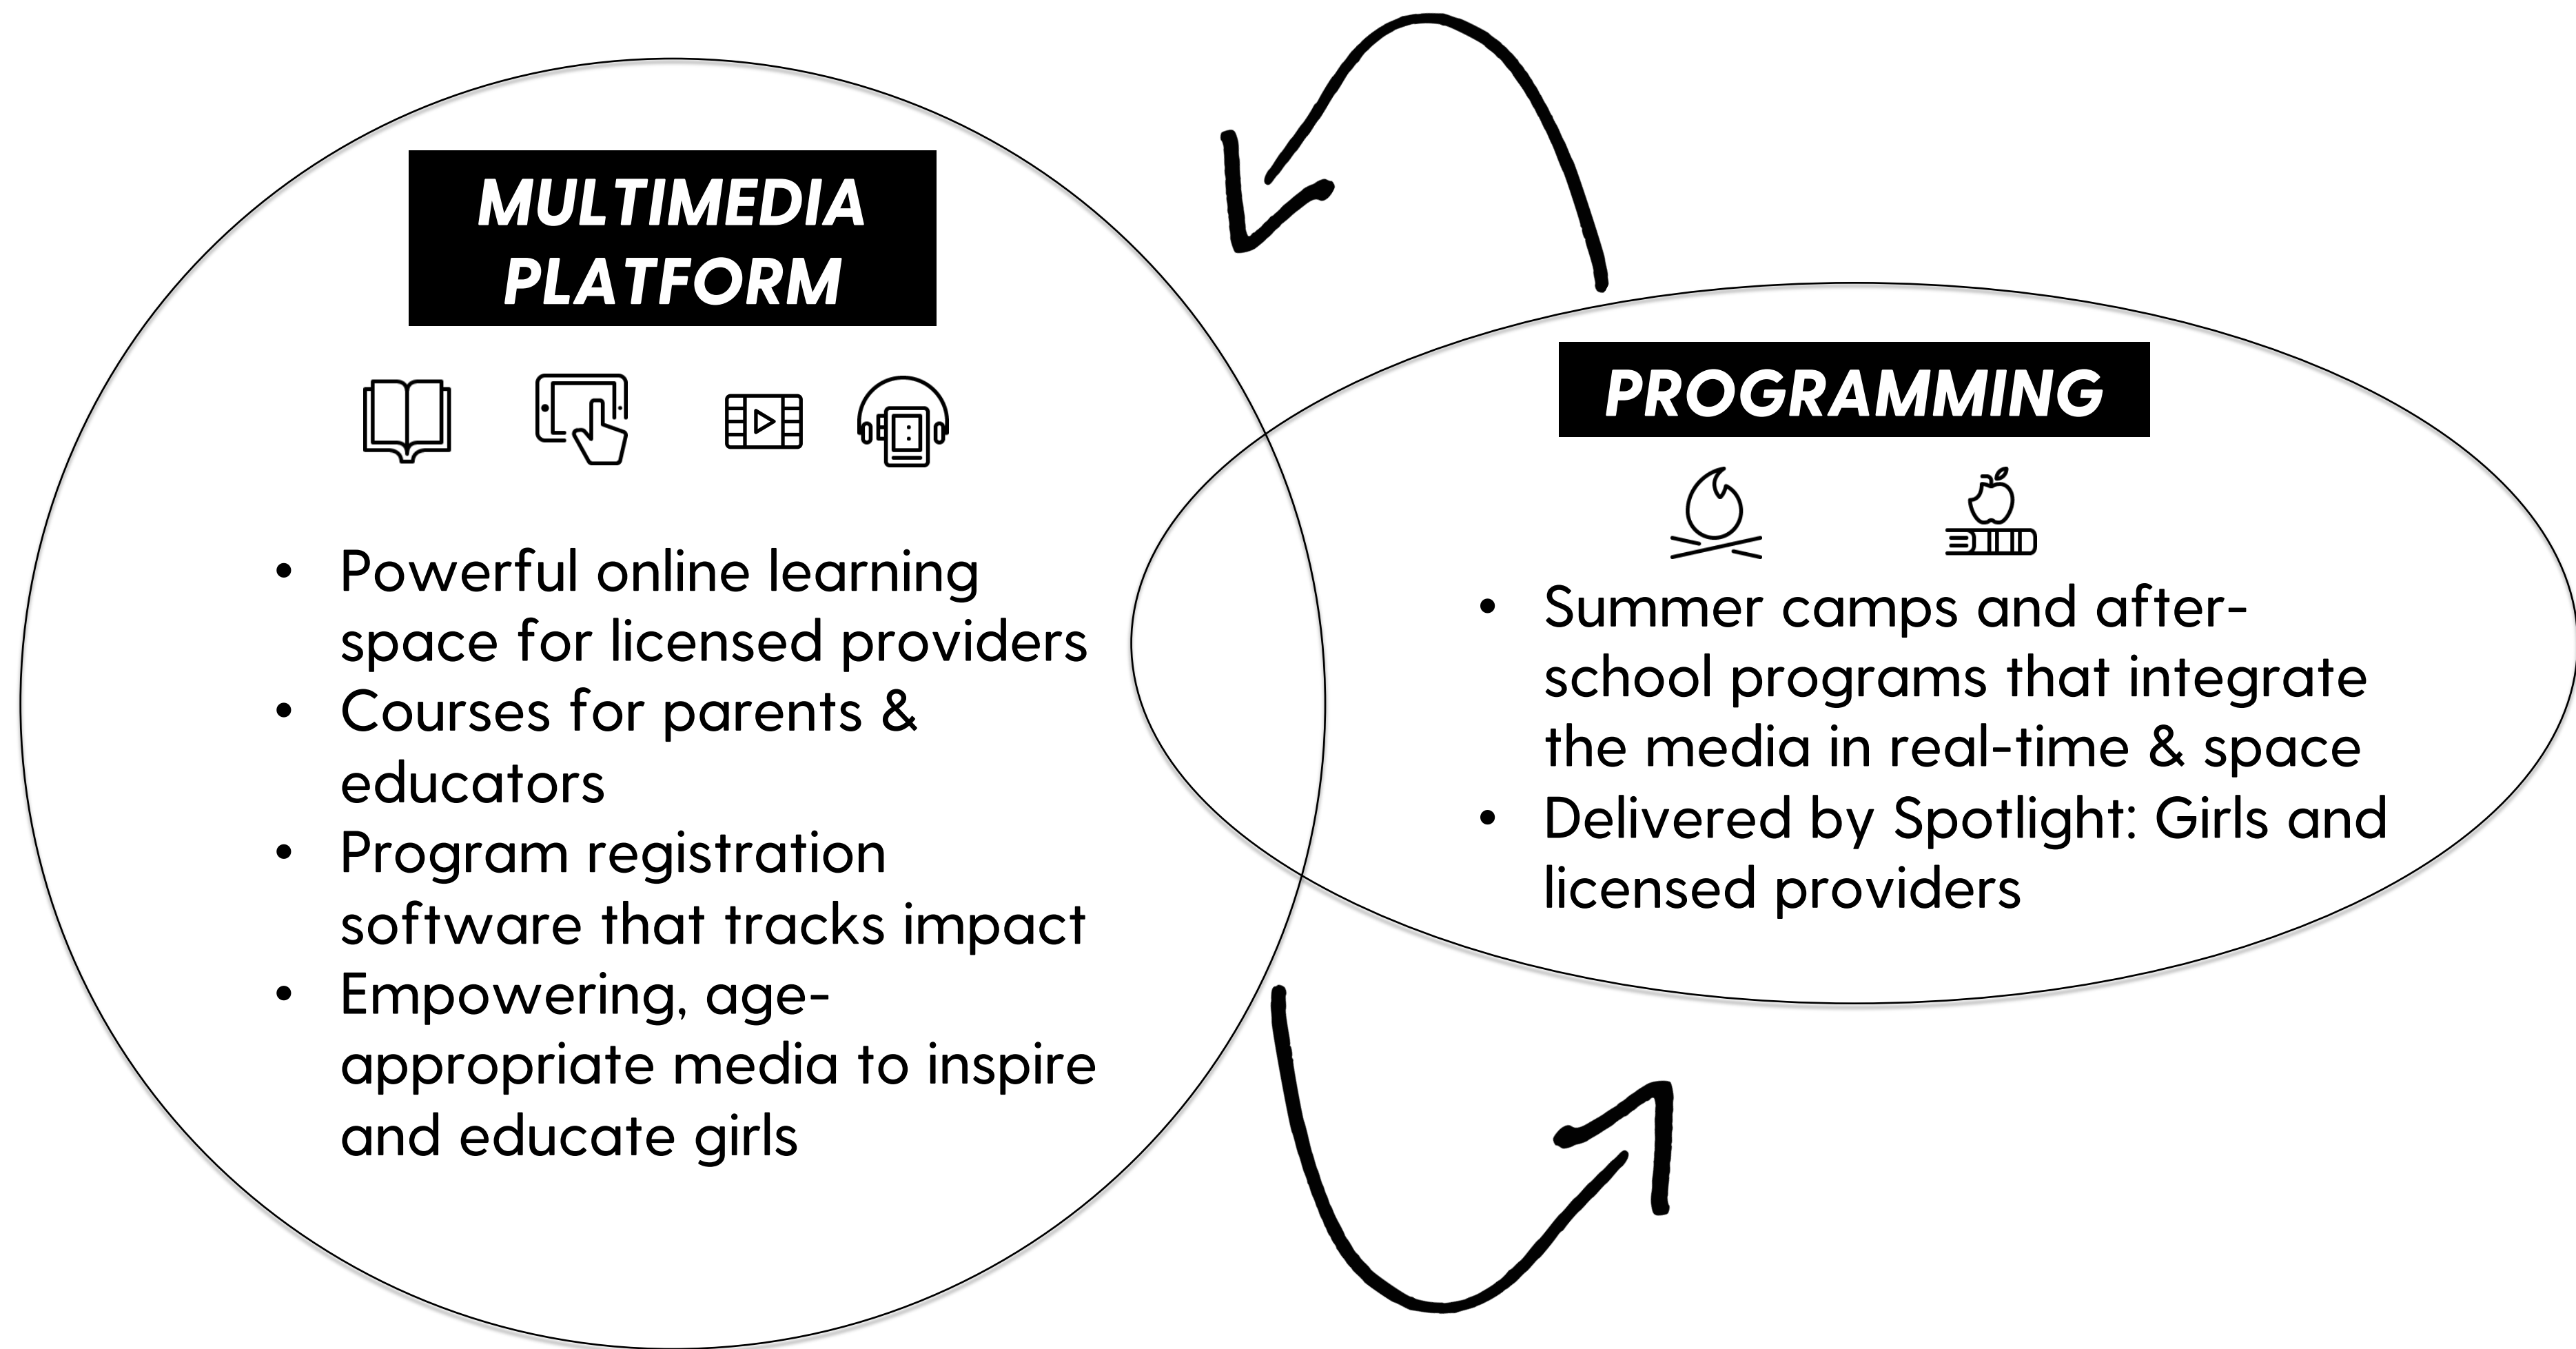 MULTIMEDIA
PLATFORM
• Powerful online learning
space for licensed providers
• Courses for parents &
educators
• Program registration
software that tracks impact
• Empowering, age-
appropriate media to inspire
and educate girls
PROGRAMMING
• Summer camps and after-
school programs that integrate
the media in real-time & space
• Delivered by Spotlight: Girls and
licensed providers